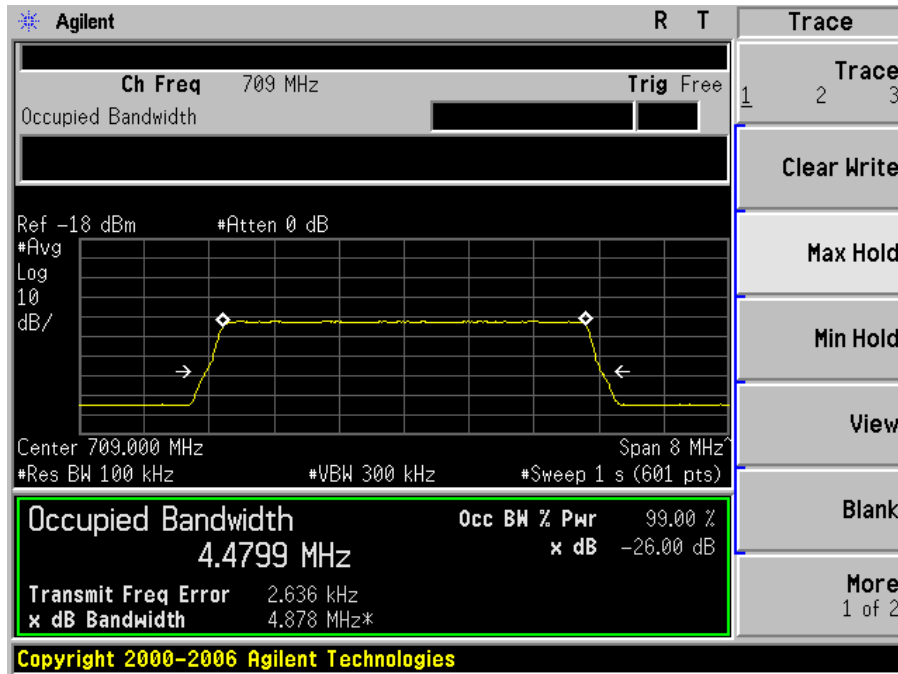 Agilent R T
Trace
Ch Freq 709 MHz Trig Free
Occupied Bandwidth
Trace
1 2 3
Clear Write
Max Hold
Min Hold
View
Blank
More
1 of 2
Ref -18 dBm #Atten 0 dB
#Avg
Log
10
dB/
Center 709.000 MHz Span 8 MHz^
#Res BW 100 kHz #VBW 300 kHz #Sweep 1 s (601 pts)
Occupied Bandwidth Occ BW % Pwr 99.00 %
4.4799 MHz x dB -26.00 dB
Transmit Freq Error 2.636 kHz
x dB Bandwidth 4.878 MHz*
Copyright 2000-2006 Agilent Technologies